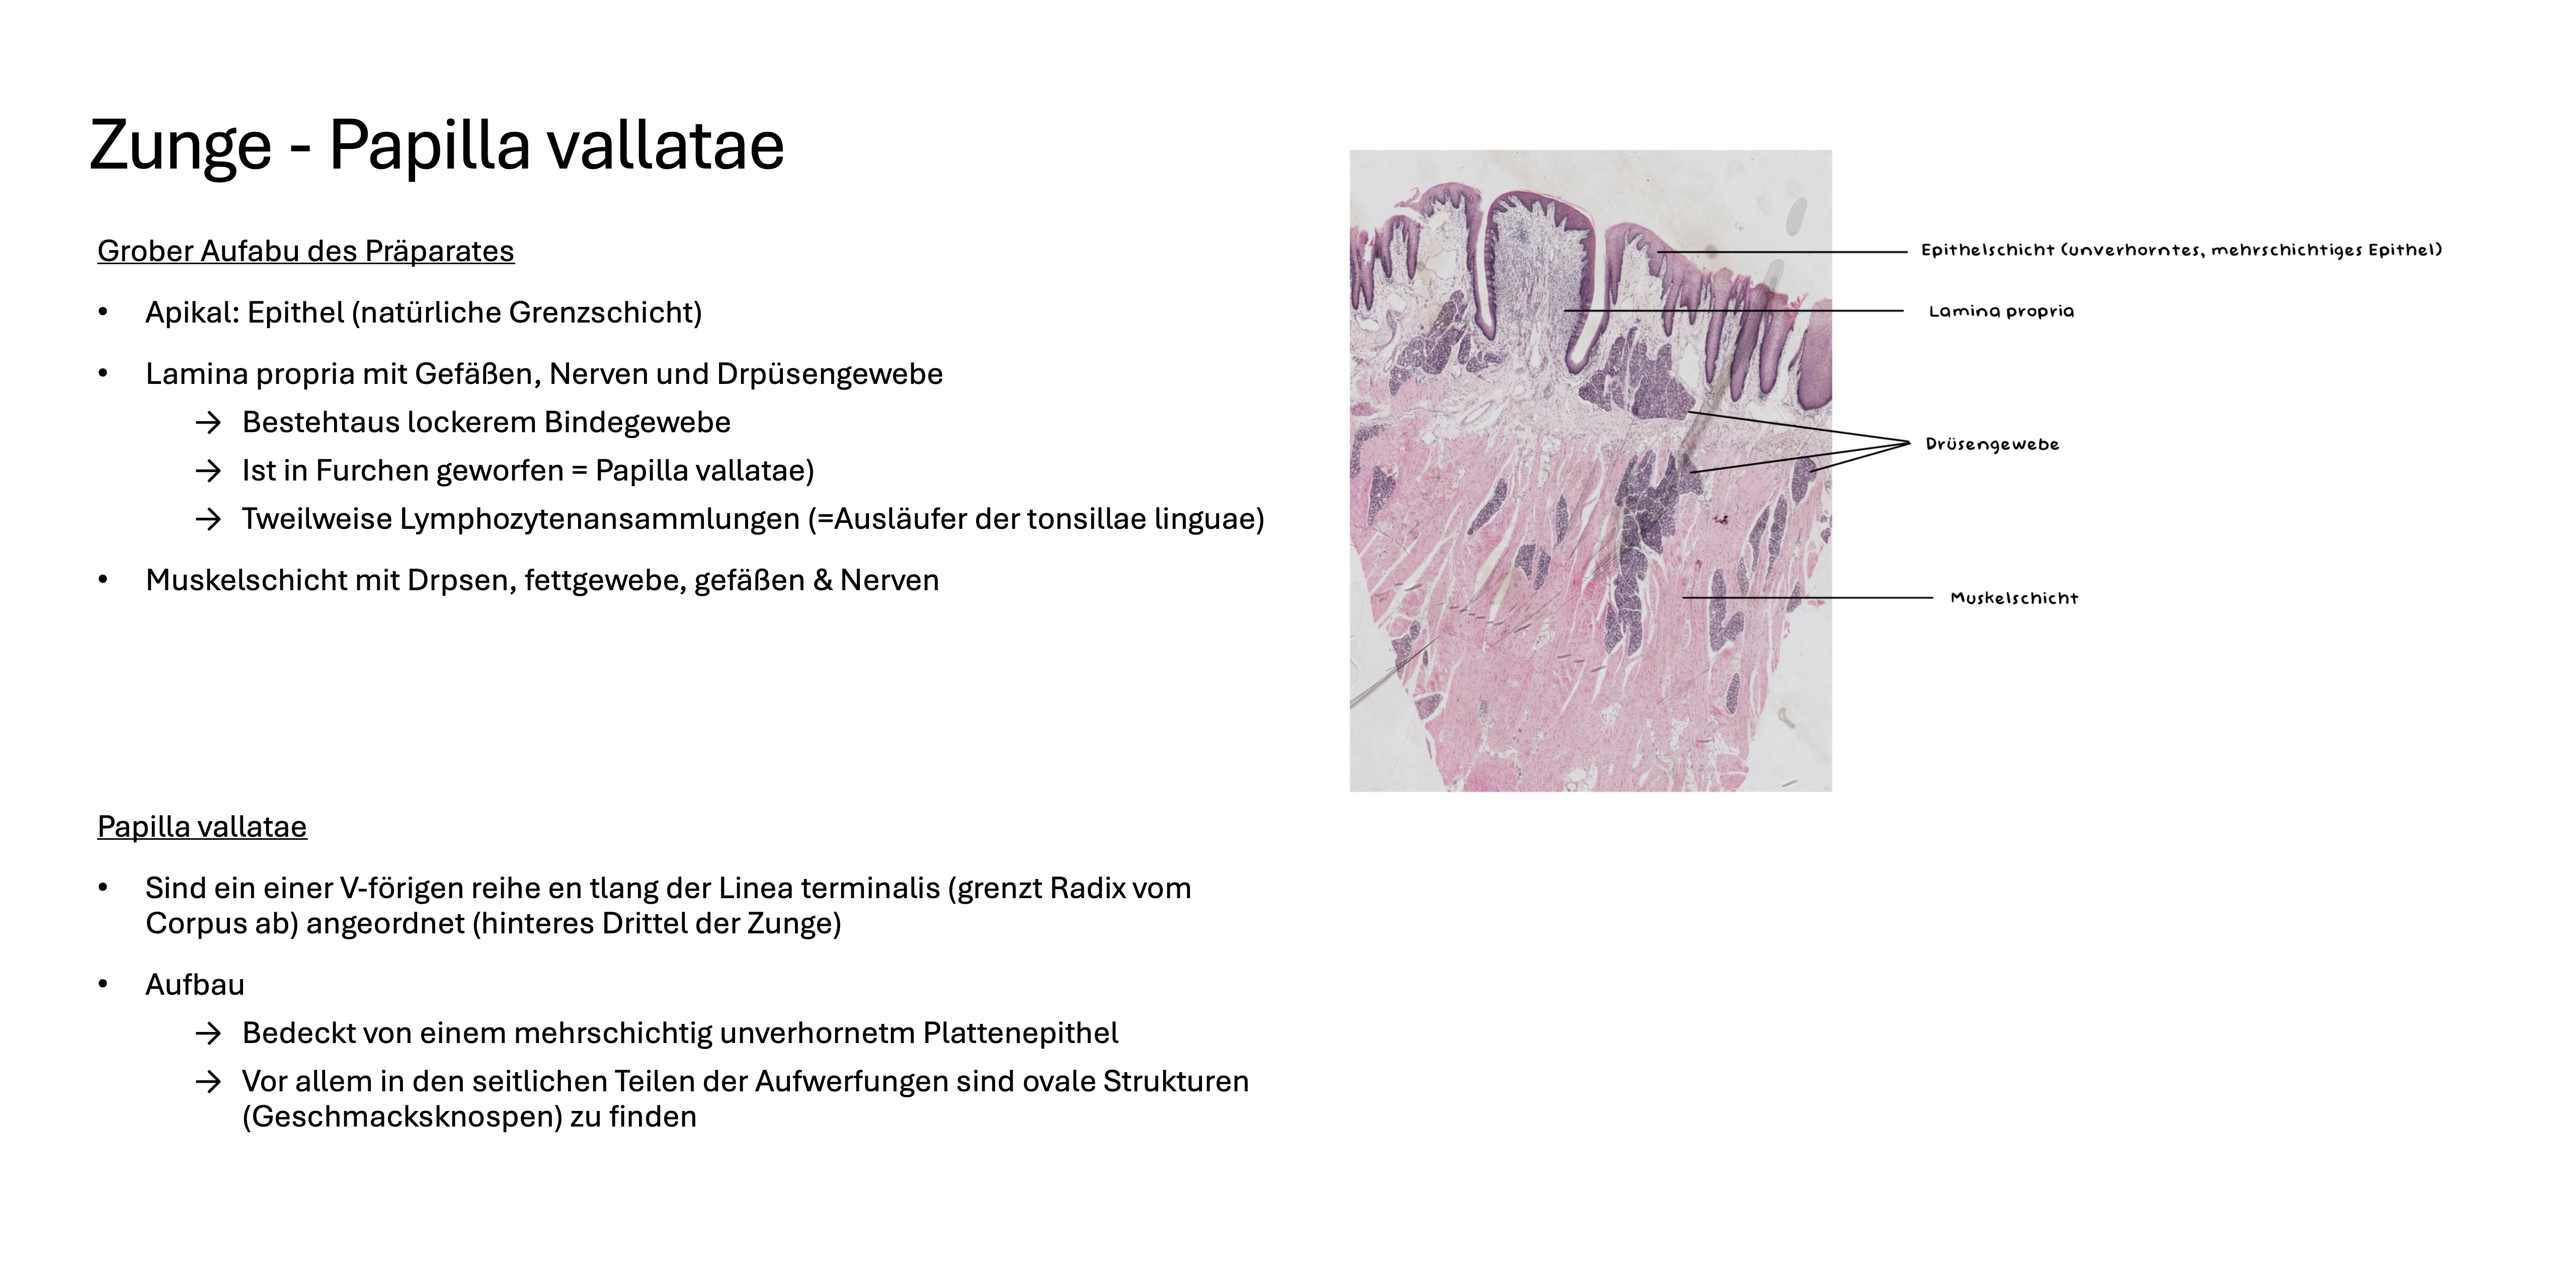 Zunge - Papilla vallatae
Grober Aufabu des Präparates
• Apikal: Epithel (natürliche Grenzschicht)
• Lamina propria mit Gefäßen, Nerven und Drpüsengewebe
→ Bestehtaus lockerem Bindegewebe
→ Ist in Furchen geworfen = Papilla vallatae)
→ Tweilweise Lymphozytenansammlungen (=Ausläufer der tonsillae linguae)
• Muskelschicht mit Drpsen, fettgewebe, gefäßen & Nerven
Papilla vallatae
• Sind ein einer V-förigen reihe en tlang der Linea terminalis (grenzt Radix vom
Corpus ab) angeordnet (hinteres Drittel der Zunge)
• Aufbau
→ Bedeckt von einem mehrschichtig unverhornetm Plattenepithel
→ Vor allem in den seitlichen Teilen der Aufwerfungen sind ovale Strukturen
(Geschmacksknospen) zu finden
Epithelschicht (unverhorntes, mehrschichtiges Epithel)
Lamina propria
Drüsengewebe
Muskelschicht